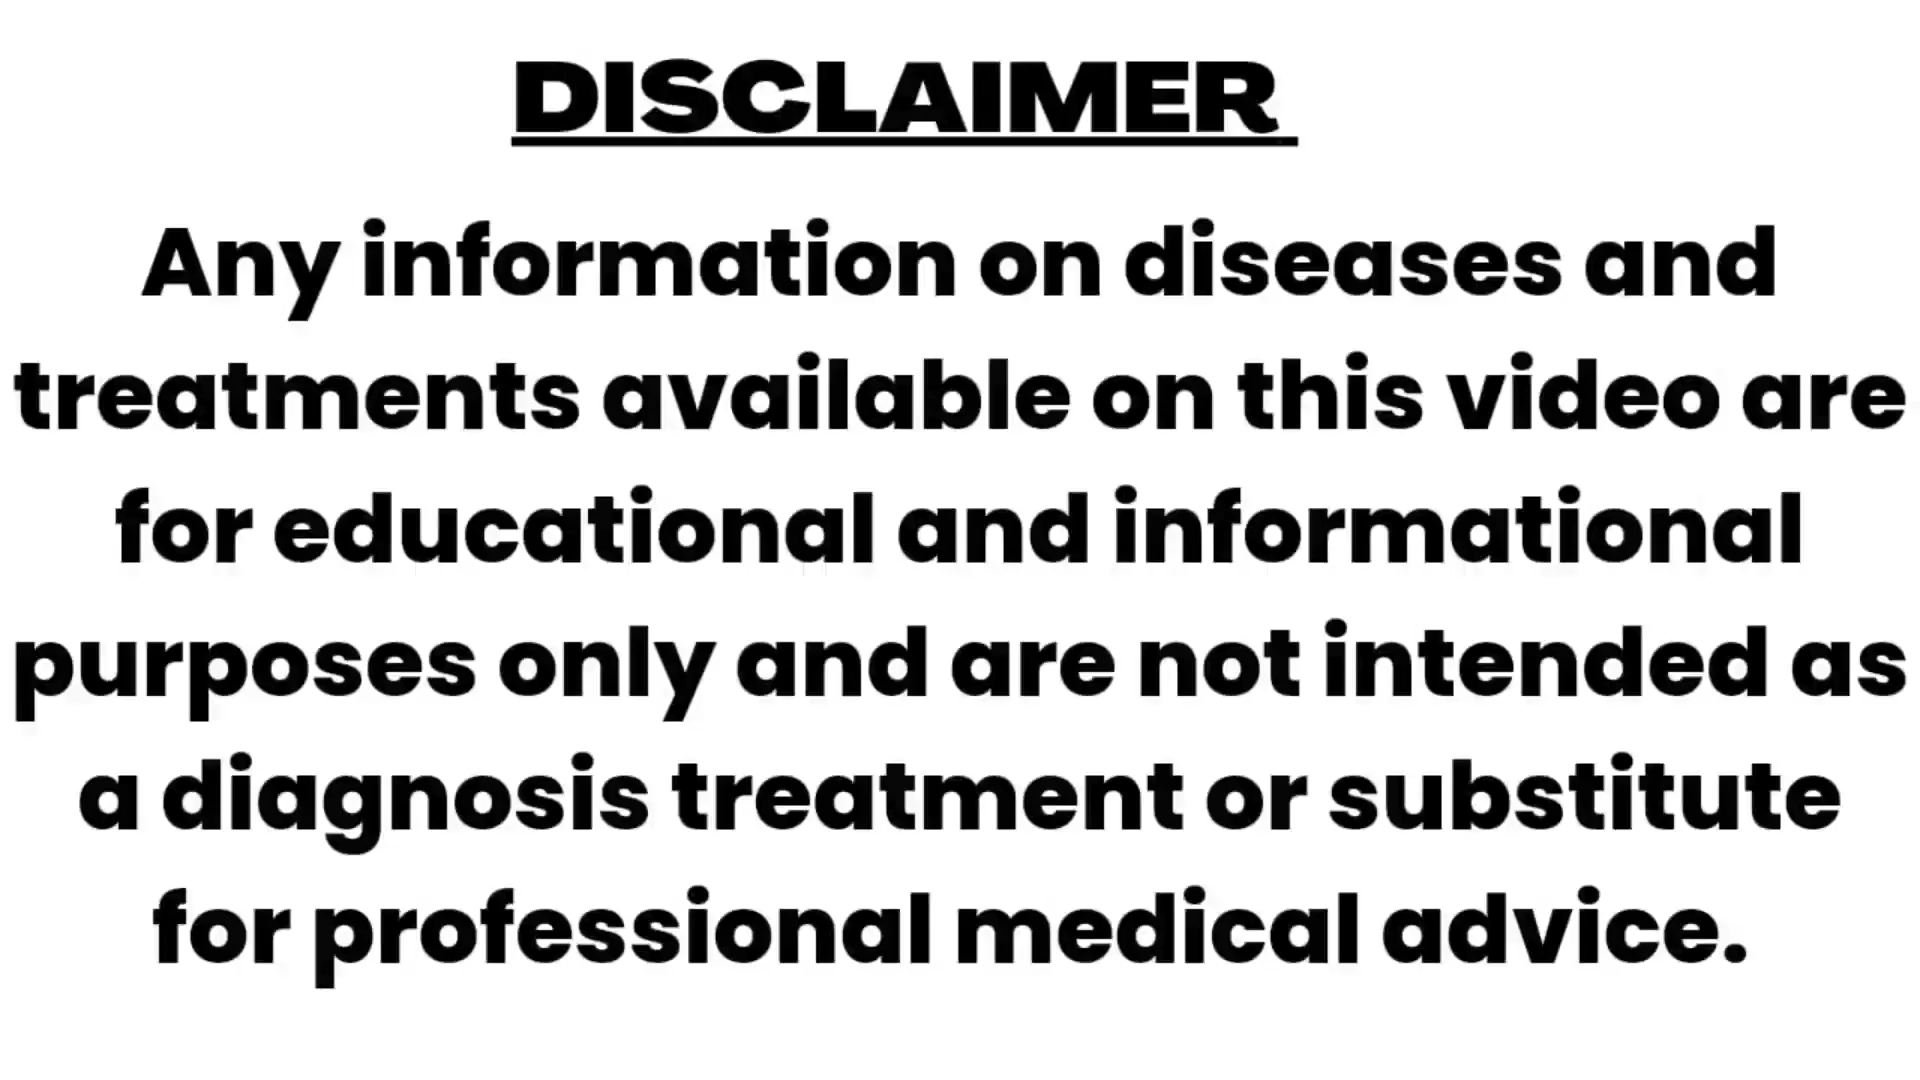 DISCLAIMER
Any information on diseases and
treatments available on this video are
for educational and informational
purposes only and are not intended as
a diagnosis treatment or substitute
for professional medical advice.